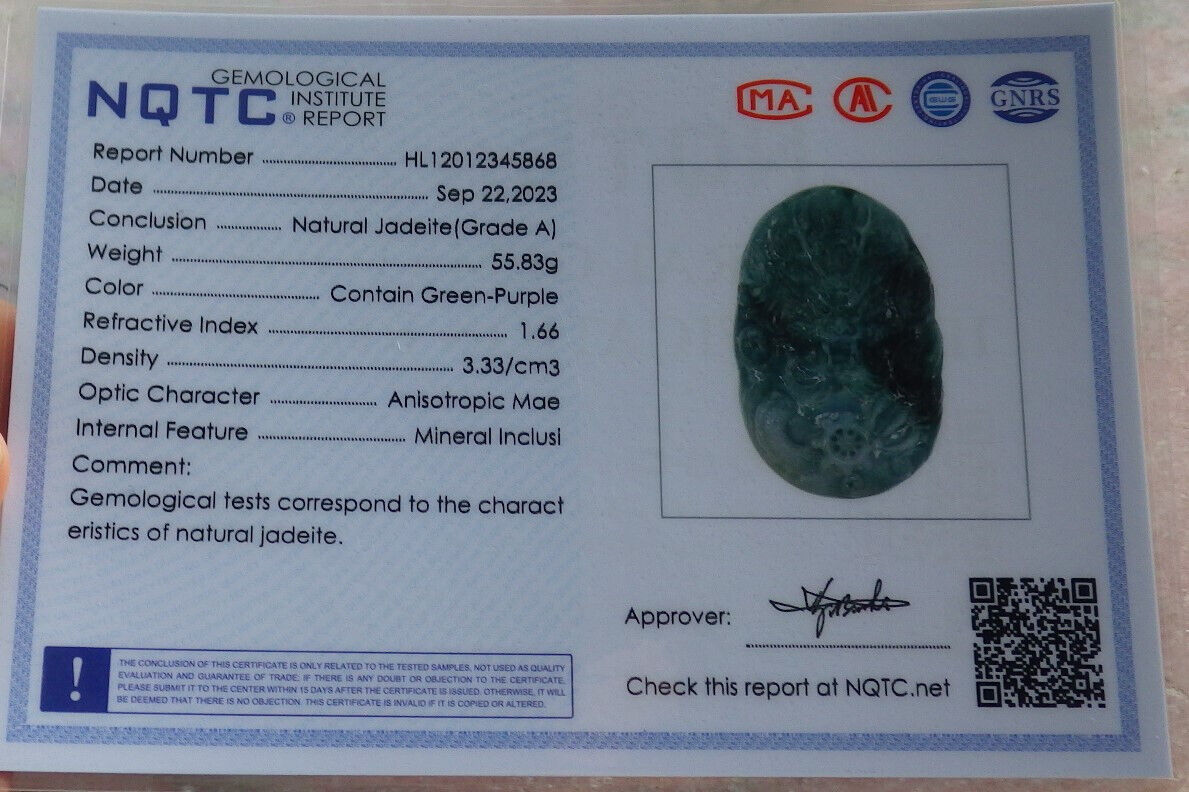 NQTC® GEMOLOGICAL INSTITUTE REPORT
MA
GWS
GNRS
Report Number HL12012345868
Date Sep 22,2023
Conclusion Natural Jadeite(Grade A)
Weight 55.83g
Color Contain Green-Purple
Refractive Index 1.66
Density 3.33/cm3
Optic Character Anisotropic Mae
Internal Feature Mineral Inclusi
Comment:
Gemological tests correspond to the charact
eristics of natural jadeite.
! THE CONCLUSION OF THIS CERTIFICATE IS ONLY RELATED TO THE TESTED SAMPLES, NOT USED AS QUALITY
EVALUATION AND GUARANTEE OF TRADE. IF THERE IS ANY DOUBT OR OBJECTION TO THE CERTIFICATE,
PLEASE SUBMIT IT TO THE CENTER WITHIN 15 DAYS AFTER THE CERTIFICATE IS ISSUED. OTHERWISE, IT WILL
BE DEEMED THAT THERE IS NO OBJECTION. THIS CERTIFICATE IS INVALID IF IT IS COPIED OR ALTERED.
Approver:
Check this report at NQTC.net